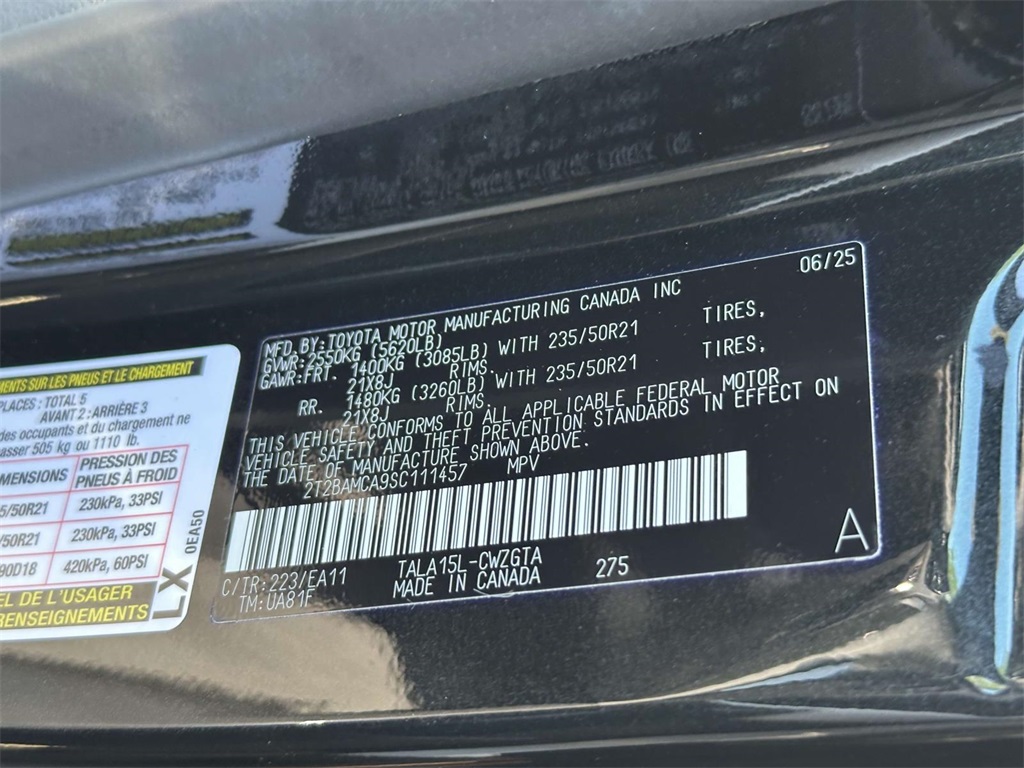 06/25
MFD. BY: TOYOTA MOTOR MANUFACTURING CANADA INC
GVWR: 2550KG (5620LB)
GAWR: FRT. 1400KG (3085LB) WITH 235/50R21 TIRES,
21X8J RIMS.
RR. 1480KG (3260LB) WITH 235/50R21 TIRES,
21X8J RIMS.
THIS VEHICLE CONFORMS TO ALL APPLICABLE FEDERAL MOTOR
VEHICLE SAFETY AND THEFT PREVENTION STANDARDS IN EFFECT ON
THE DATE OF MANUFACTURE SHOWN ABOVE.
2T2BAMCA9SC111457 MPV
C/TR: 223/EA11 TALA15L-CWZGTA 275
TM: UA81F MADE IN CANADA
A
SUR LES PNEUS ET LE CHARGEMENT
PLACES : TOTAL 5
AVANT 2 : ARRIÈRE 3
des occupants et du chargement ne
asser 505 kg ou 1110 lb.
MENSIONS PRESSION DES PNEUS À FROID
5/50R21 230kPa, 33PSI
/50R21 230kPa, 33PSI
90D18 420kPa, 60PSI
EL DE L'USAGER
RENSEIGNEMENTS
LX
0EA50